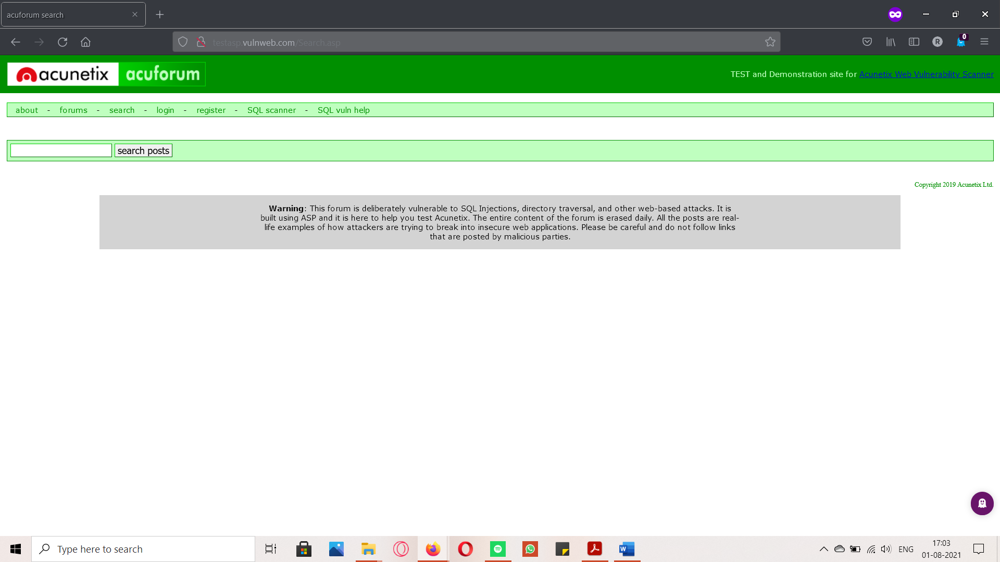 acuforum search
0
testasp.vulnweb.com/Search.asp
R
acunetix acuforum
TEST and Demonstration site for Acunetix Web Vulnerability Scanner
about - forums - search - login - register - SQL scanner - SQL vuln help
search posts
Copyright 2019 Acunetix Ltd.
Warning: This forum is deliberately vulnerable to SQL Injections, directory traversal, and other web-based attacks. It is
built using ASP and it is here to help you test Acunetix. The entire content of the forum is erased daily. All the posts are real-
life examples of how attackers are trying to break into insecure web applications. Please be careful and do not follow links
that are posted by malicious parties.
Type here to search
W
ENG
17:03
01-08-2021